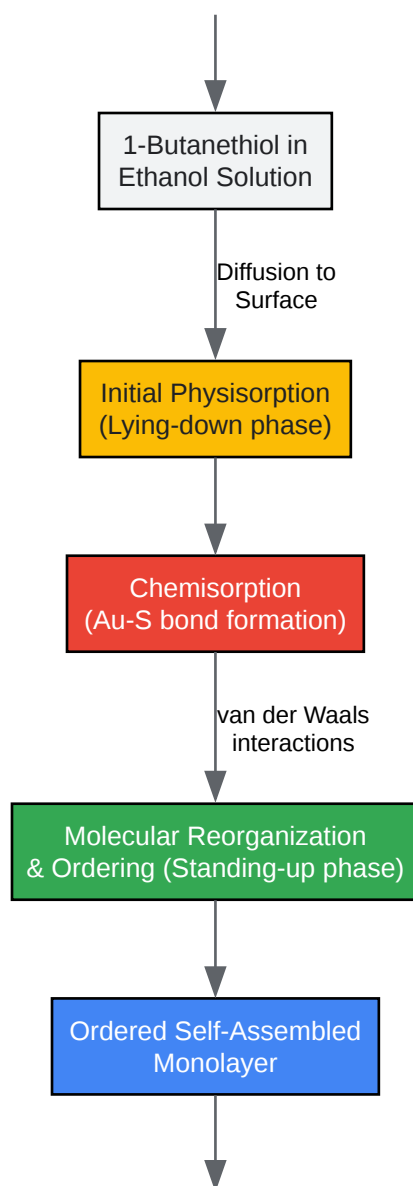 1-Butanethiol in
Ethanol Solution
Diffusion to
Surface
Initial Physisorption
(Lying-down phase)
Chemisorption
(Au-S bond formation)
van der Waals
interactions
Molecular Reorganization
& Ordering (Standing-up phase)
Ordered Self-Assembled
Monolayer